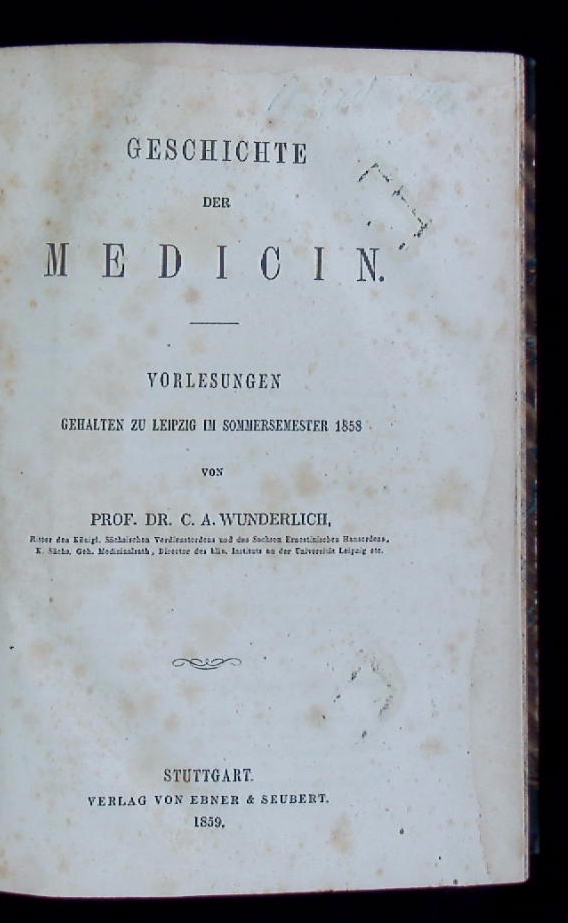 GESCHICHTE
DER
MEDICIN.
VORLESUNGEN
GEHALTEN ZU LEIPZIG IM SOMMERSEMESTER 1858
VON
PROF. DR. C. A. WUNDERLICH,
Ritter des Königl. Sächsischen Verdienstordens und des Sachsen Ernestinischen Hausordens,
K. Sächs. Geh. Medizinalrath, Director des klin. Instituts an der Universität Leipzig etc.
STUTTGART.
VERLAG VON EBNER & SEUBERT.
1859.